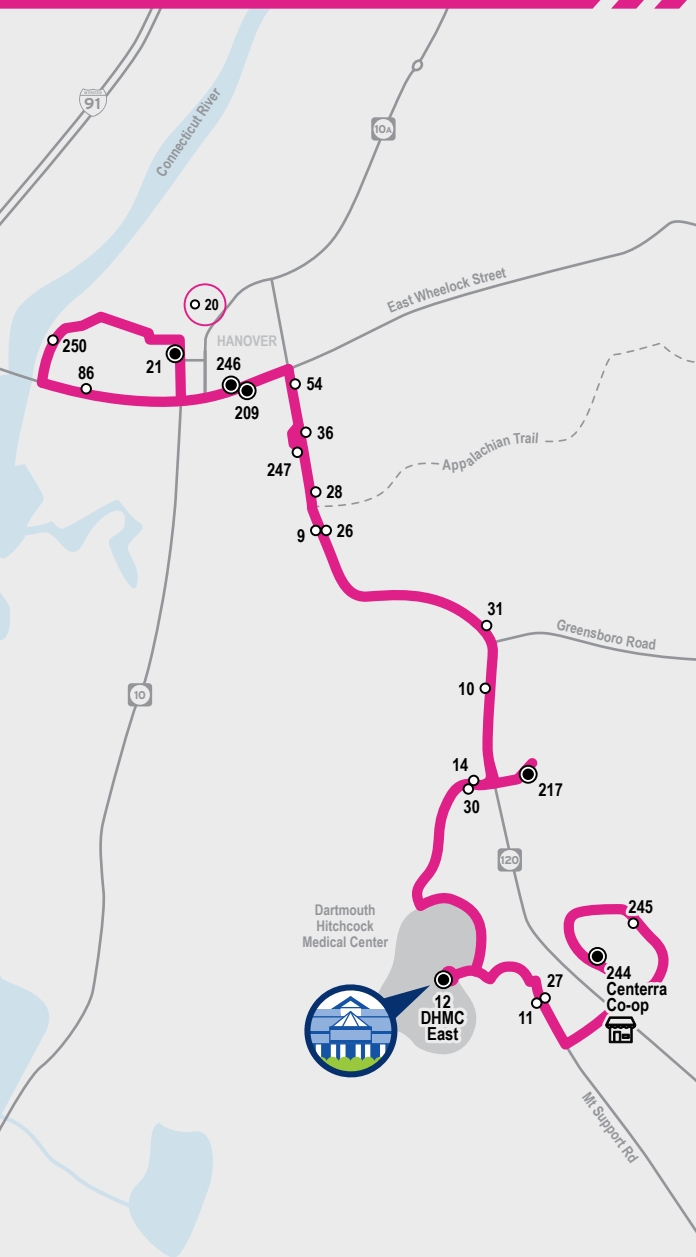 INTERSTATE
91
Connecticut River
10A
East Wheelock Street
20
HANOVER
250
21
246
86
54
209
36
247
Appalachian Trail
28
9
26
31
Greensboro Road
10
10
14
217
30
120
Dartmouth
Hitchcock
Medical Center
245
244
Centerra
Co-op
27
11
12
DHMC
East
Mt Support Rd